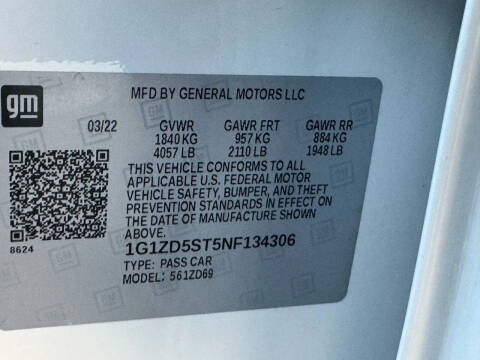 gm
MFD BY GENERAL MOTORS LLC
03/22 GVWR GAWR FRT GAWR RR
1840 KG 957 KG 884 KG
4057 LB 2110 LB 1948 LB
THIS VEHICLE CONFORMS TO ALL
APPLICABLE U.S. FEDERAL MOTOR
VEHICLE SAFETY, BUMPER, AND THEFT
PREVENTION STANDARDS IN EFFECT ON
THE DATE OF MANUFACTURE SHOWN
ABOVE.
8624
1G1ZD5ST5NF134306
TYPE: PASS CAR
MODEL: 561ZD69